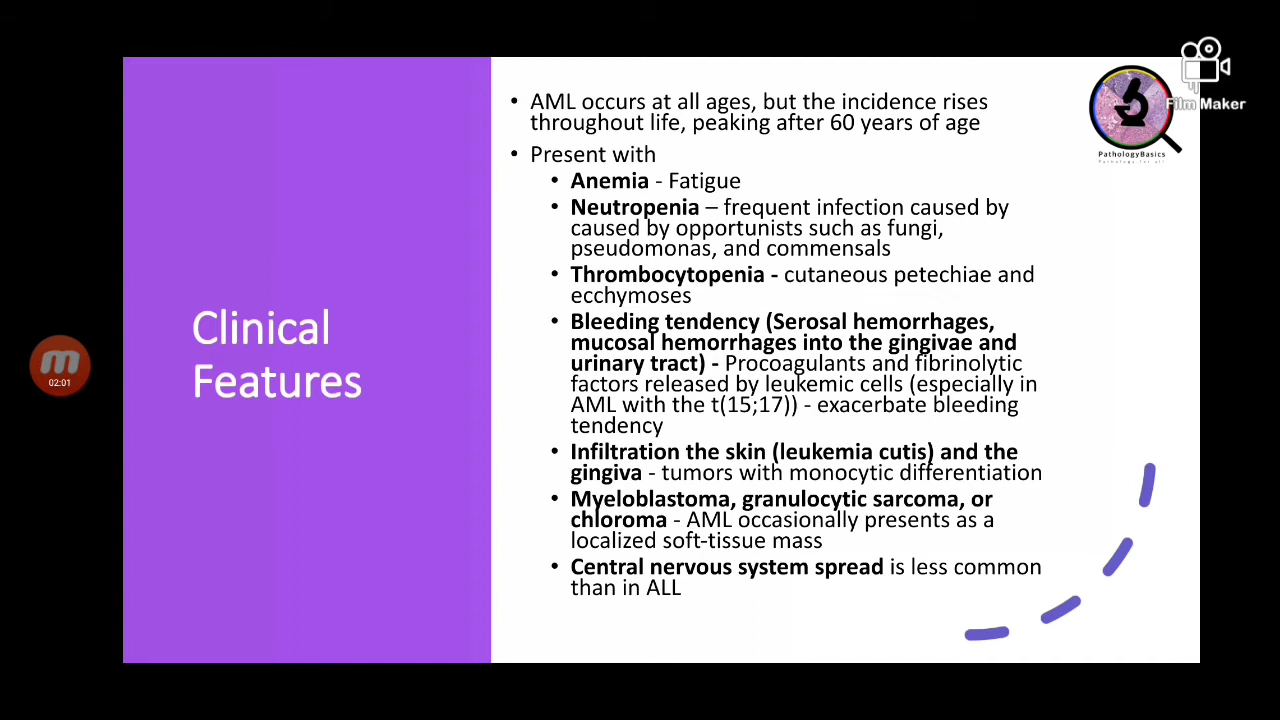 Clinical
Features
• AML occurs at all ages, but the incidence rises
throughout life, peaking after 60 years of age
• Present with
• Anemia - Fatigue
• Neutropenia – frequent infection caused by
caused by opportunists such as fungi,
pseudomonas, and commensals
• Thrombocytopenia - cutaneous petechiae and
ecchymoses
• Bleeding tendency (Serosal hemorrhages,
mucosal hemorrhages into the gingivae and
urinary tract) - Procoagulants and fibrinolytic
factors released by leukemic cells (especially in
AML with the t(15;17)) - exacerbate bleeding
tendency
• Infiltration the skin (leukemia cutis) and the
gingiva - tumors with monocytic differentiation
• Myeloblastoma, granulocytic sarcoma, or
chloroma - AML occasionally presents as a
localized soft-tissue mass
• Central nervous system spread is less common
than in ALL
Film Maker
PathologyBasics
Pathology for all
02:01